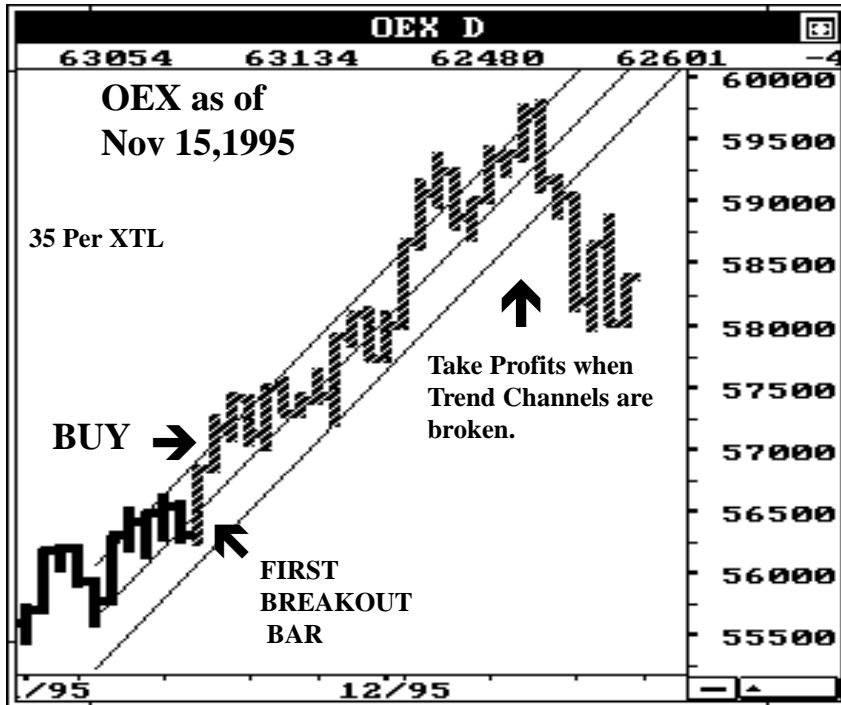 OEX D
63054 63134 62480 62601 -4
OEX as of
Nov 15,1995
35 Per XTL
BUY
FIRST
BREAKOUT
BAR
Take Profits when
Trend Channels are
broken.
60000
59500
59000
58500
58000
57500
57000
56500
56000
55500
/95 12/95